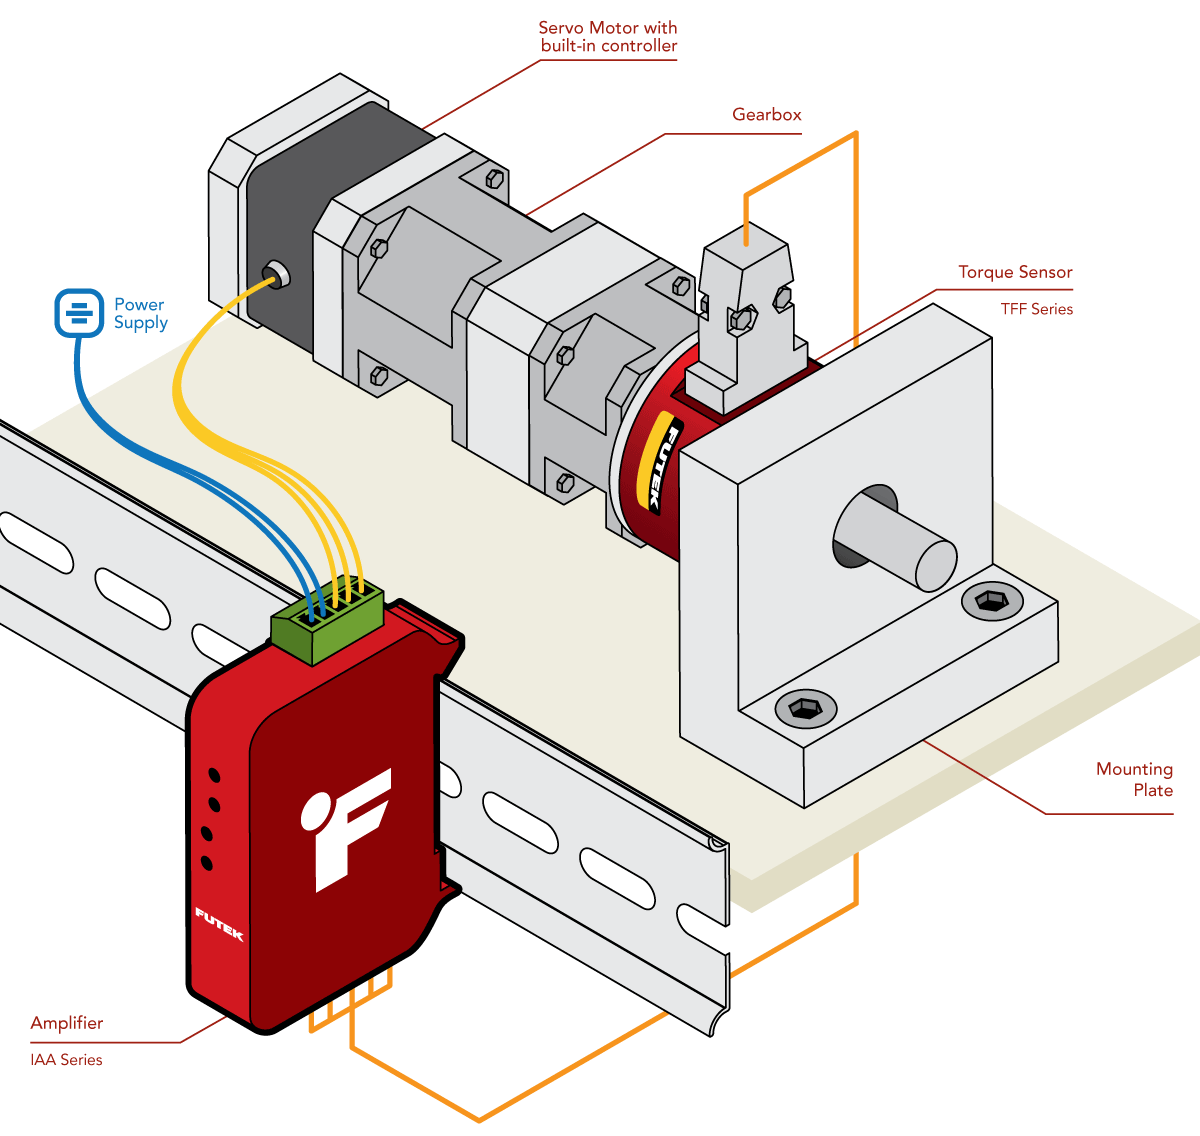 Servo Motor with
built-in controller
Gearbox
Torque Sensor
TFF Series
Power
Supply
FUTEK
Mounting
Plate
FUTEK
Amplifier
IAA Series